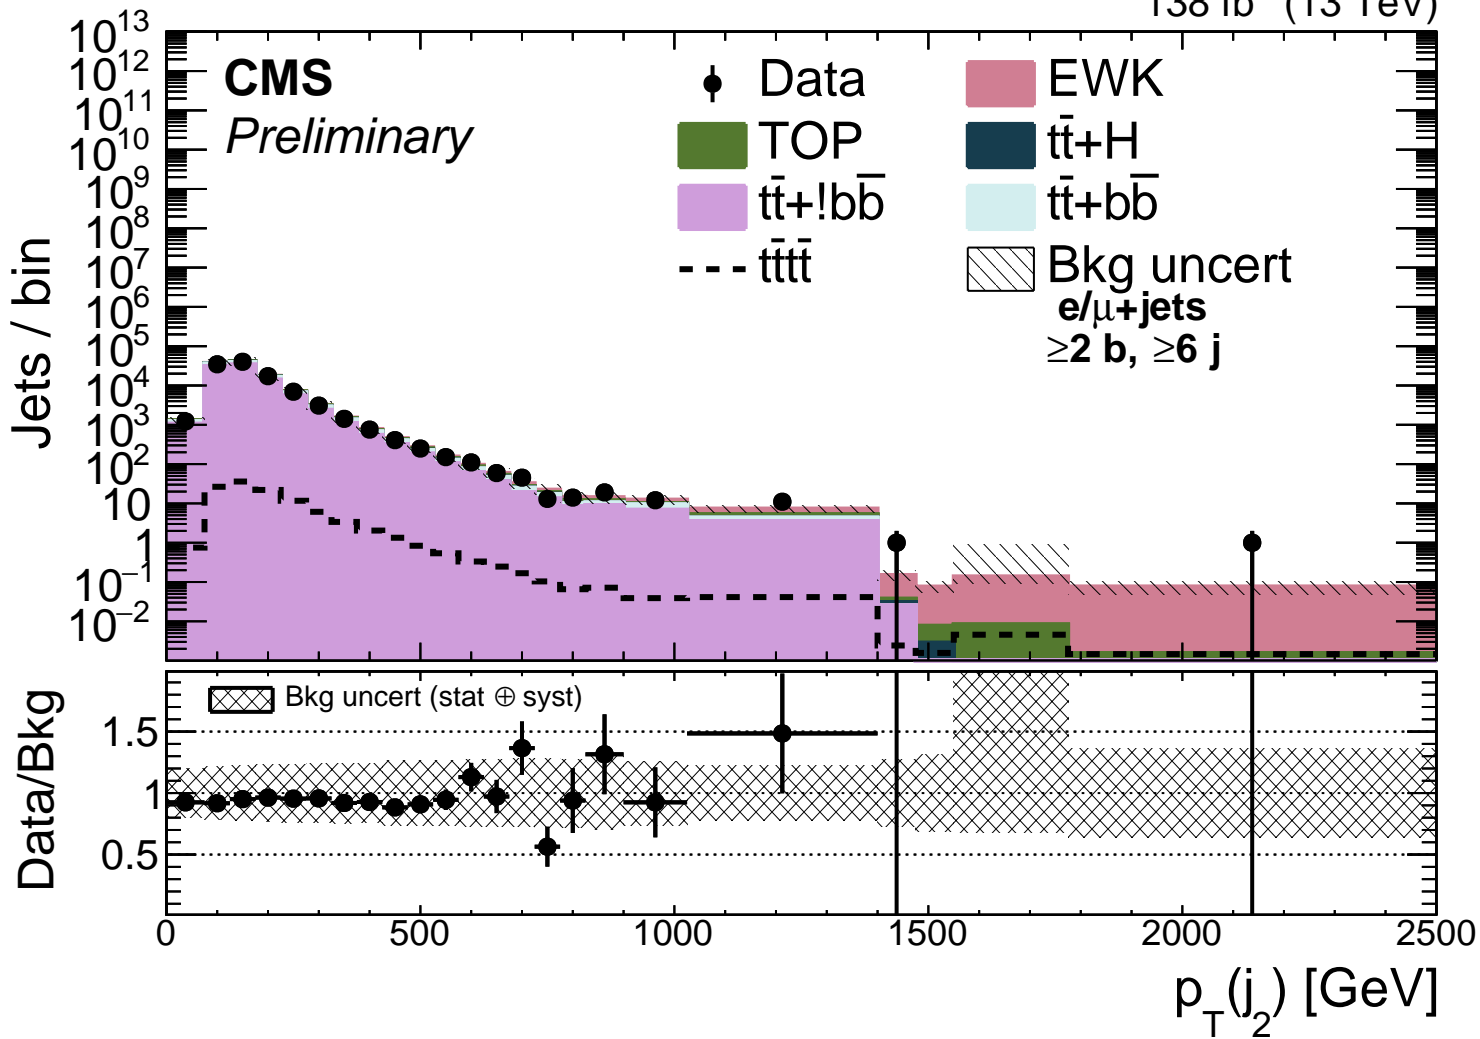 138 fb (13 TeV)
CMS
Preliminary
Data
EWK
TOP
tt̄+H
tt̄+!bb̄
tt̄+bb̄
tt̄tt̄
Bkg uncert
e/μ+jets
≥2 b, ≥6 j
Jets / bin
10¹³
10¹²
10¹¹
10¹⁰
10⁹
10⁸
10⁷
10⁶
10⁵
10⁴
10³
10²
10
1
10⁻¹
10⁻²
Bkg uncert (stat ⊕ syst)
Data/Bkg
1.5
1
0.5
0 500 1000 1500 2000 2500
p_T(j_2) [GeV]